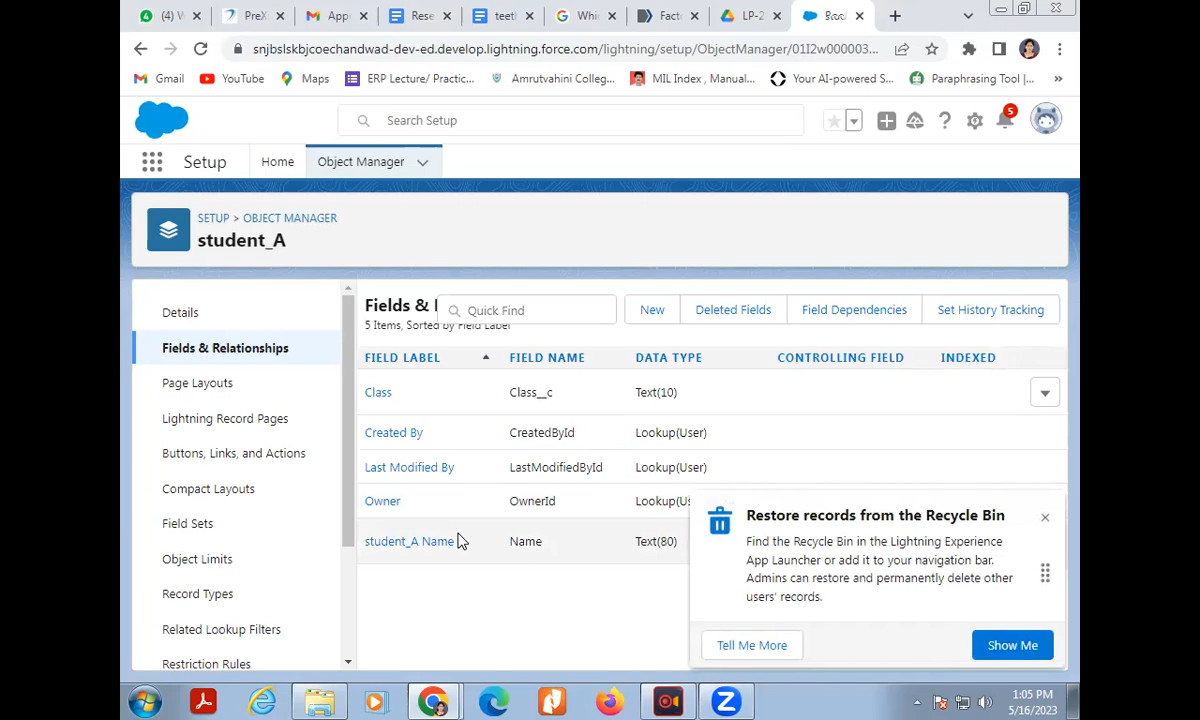 (4) W
PreX
App
Rese
teeti
Whi
Fact
LP-2
snjbslskbjcoechandwad-dev-ed.develop.lightning.force.com/lightning/setup/ObjectManager/01I2w000003...
Gmail YouTube Maps ERP Lecture/ Practic... Amrutvahini Colleg... MIL Index , Manual... Your AI-powered S... Paraphrasing Tool |... »
Search Setup
5
Setup Home Object Manager
SETUP > OBJECT MANAGER
student_A
Details
Fields & Relationships
Page Layouts
Lightning Record Pages
Buttons, Links, and Actions
Compact Layouts
Field Sets
Object Limits
Record Types
Related Lookup Filters
Restriction Rules
Fields &
Quick Find
New Deleted Fields Field Dependencies Set History Tracking
5 Items, Sorted by Field Label
FIELD LABEL FIELD NAME DATA TYPE CONTROLLING FIELD INDEXED
Class Class__c Text(10)
Created By CreatedById Lookup(User)
Last Modified By LastModifiedById Lookup(User)
Owner OwnerId Lookup(Us
student_A Name Name Text(80)
Restore records from the Recycle Bin
Find the Recycle Bin in the Lightning Experience
App Launcher or add it to your navigation bar.
Admins can restore and permanently delete other
users' records.
Tell Me More Show Me
1:05 PM
5/16/2023